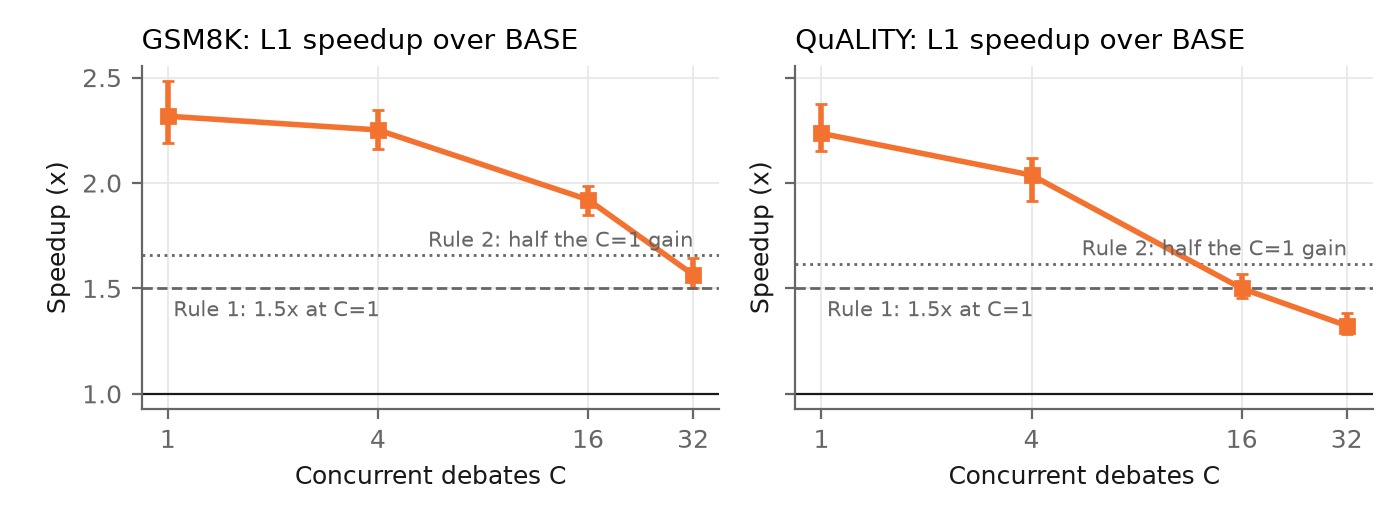 GSM8K: L1 speedup over BASE
2.5
2.0
1.5
1.0
Speedup (x)
Rule 2: half the C=1 gain
Rule 1: 1.5x at C=1
1 4 16 32
Concurrent debates C
QuALITY: L1 speedup over BASE
Speedup (x)
Rule 2: half the C=1 gain
Rule 1: 1.5x at C=1
1 4 16 32
Concurrent debates C